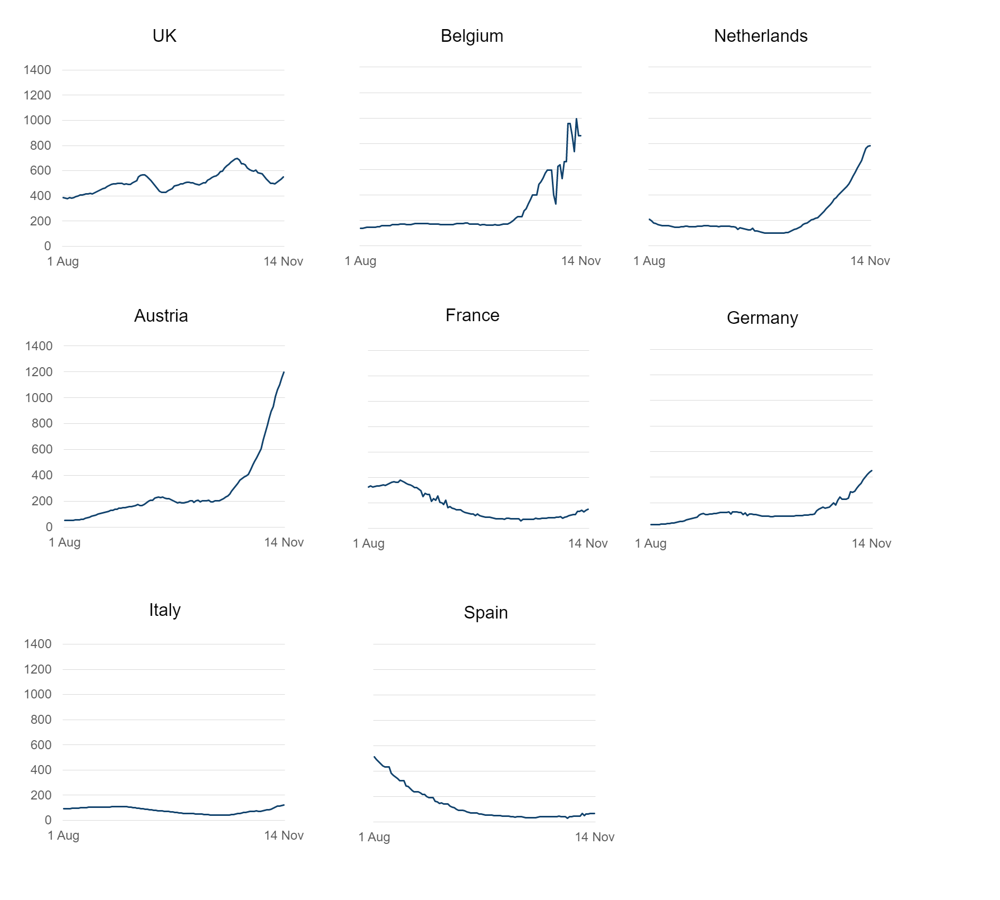 UK
Belgium
Netherlands
1400
1200
1000
800
600
400
200
0
1 Aug
14 Nov
1 Aug
14 Nov
1 Aug
14 Nov
Austria
France
Germany
1400
1200
1000
800
600
400
200
0
1 Aug
14 Nov
1 Aug
14 Nov
1 Aug
14 Nov
Italy
Spain
1400
1200
1000
800
600
400
200
0
1 Aug
14 Nov
1 Aug
14 Nov